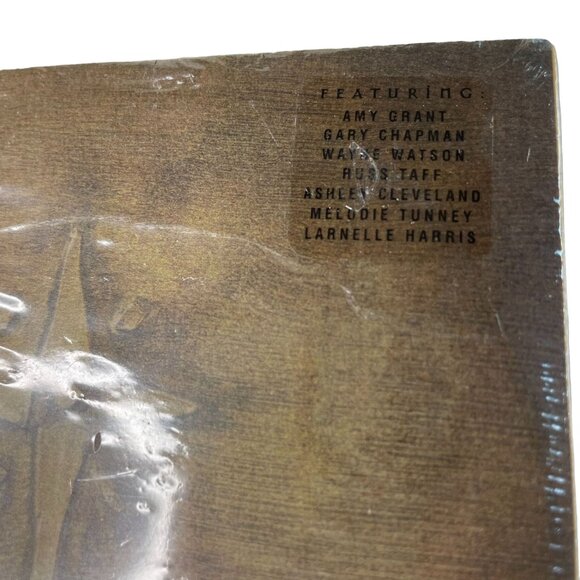 FEATURING:
AMY GRANT
GARY CHAPMAN
WAYNE WATSON
RUSS TAFF
ASHLEY CLEVELAND
MELODIE TUNNEY
LARNELLE HARRIS